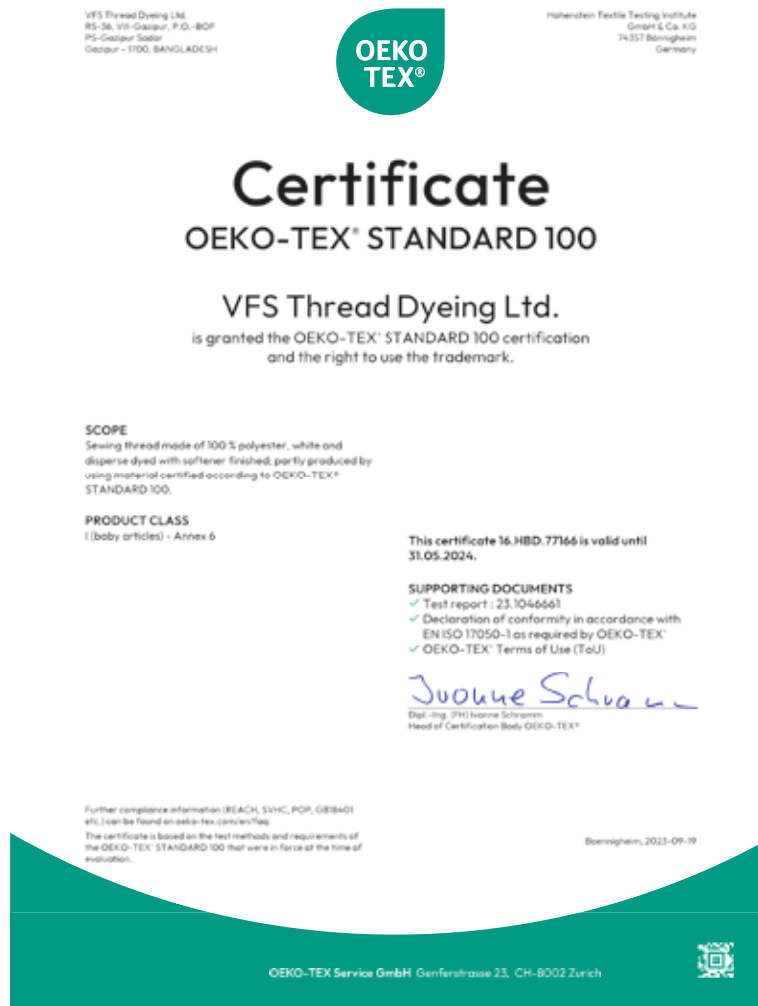 VFS Thread Dyeing Ltd.
RS-36, Vill-Gazipur, P.O.-BOF
PS-Gazipur Sadar
Gazipur - 1700, BANGLADESH
Hohenstein Textile Testing Institute
GmbH & Co. KG
74357 Bönnigheim
Germany
OEKO
TEX®
Certificate
OEKO-TEX® STANDARD 100
VFS Thread Dyeing Ltd.
is granted the OEKO-TEX® STANDARD 100 certification
and the right to use the trademark.
SCOPE
Sewing thread made of 100 % polyester, white and
disperse dyed with softener finished; partly produced by
using material certified according to OEKO-TEX®
STANDARD 100.
PRODUCT CLASS
I (baby articles) - Annex 6
This certificate 16.HBD.77166 is valid until
31.05.2024.
SUPPORTING DOCUMENTS
✓ Test report : 23.1046661
✓ Declaration of conformity in accordance with
EN ISO 17050-1 as required by OEKO-TEX®
✓ OEKO-TEX® Terms of Use (ToU)
Ivonne Schramm
Dipl.-Ing. (FH) Ivonne Schramm
Head of Certification Body OEKO-TEX®
Further compliance information (REACH, SVHC, POP, GB18401
etc.) can be found on oeko-tex.com/en/faq.
The certificate is based on the test methods and requirements of
the OEKO-TEX® STANDARD 100 that were in force at the time of
evaluation.
Boennigheim, 2023-09-19
OEKO-TEX Service GmbH Genferstrasse 23, CH-8002 Zurich